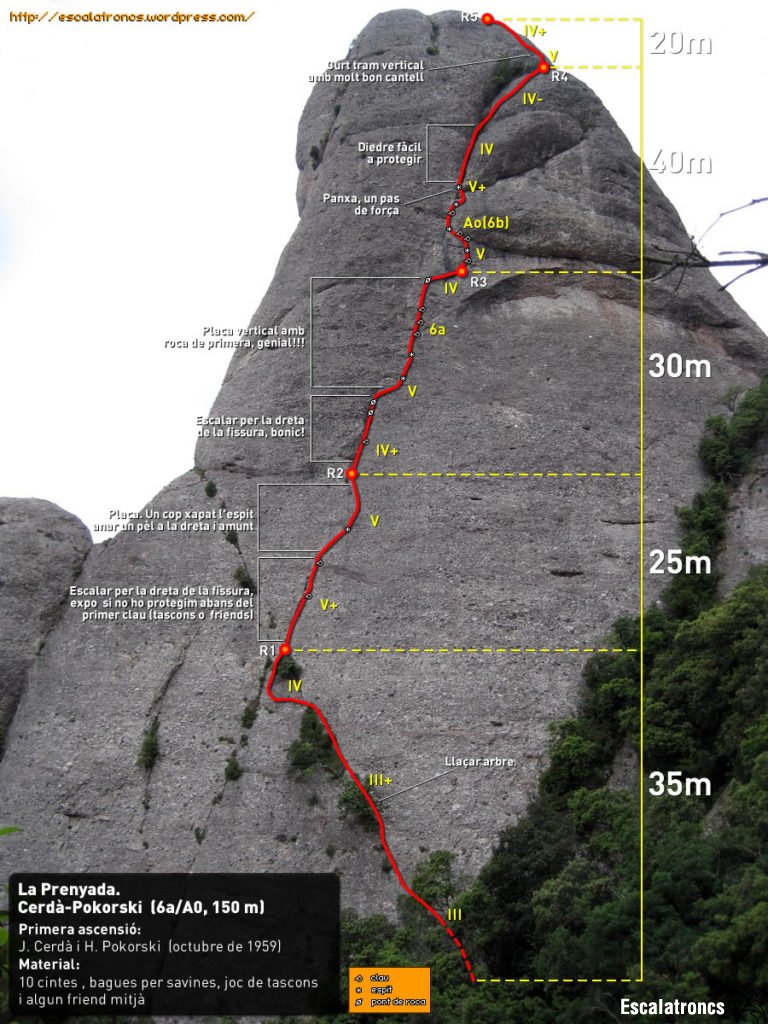 http://escalatroncs.wordpress.com/
R5
IV+
20m
V
Curt tram vertical
amb molt bon cantell
R4
IV-
Diedre fàcil
a protegir
IV
40m
V+
Panxa, un pas
de força
Ao(6b)
V
R3
IV
Placa vertical amb
roca de primera, genial!!!
6a
30m
V
Escalar per la dreta
de la fissura, bonic!
IV+
R2
Placa. Un cop xapat l'espit
anar un pèl a la dreta i amunt
V
25m
Escalar per la dreta de la fissura,
expo si no ho protegim abans del
primer clau (tascons o friends)
V+
R1
IV
Llaçar arbre
III+
35m
III
La Prenyada.
Cerdà-Pokorski (6a/A0, 150 m)
Primera ascensió:
J. Cerdà i H. Pokorski (octubre de 1959)
Material:
10 cintes , bagues per savines, joc de tascons
i algun friend mitjà
clau
espit
pont de roca
Escalatroncs